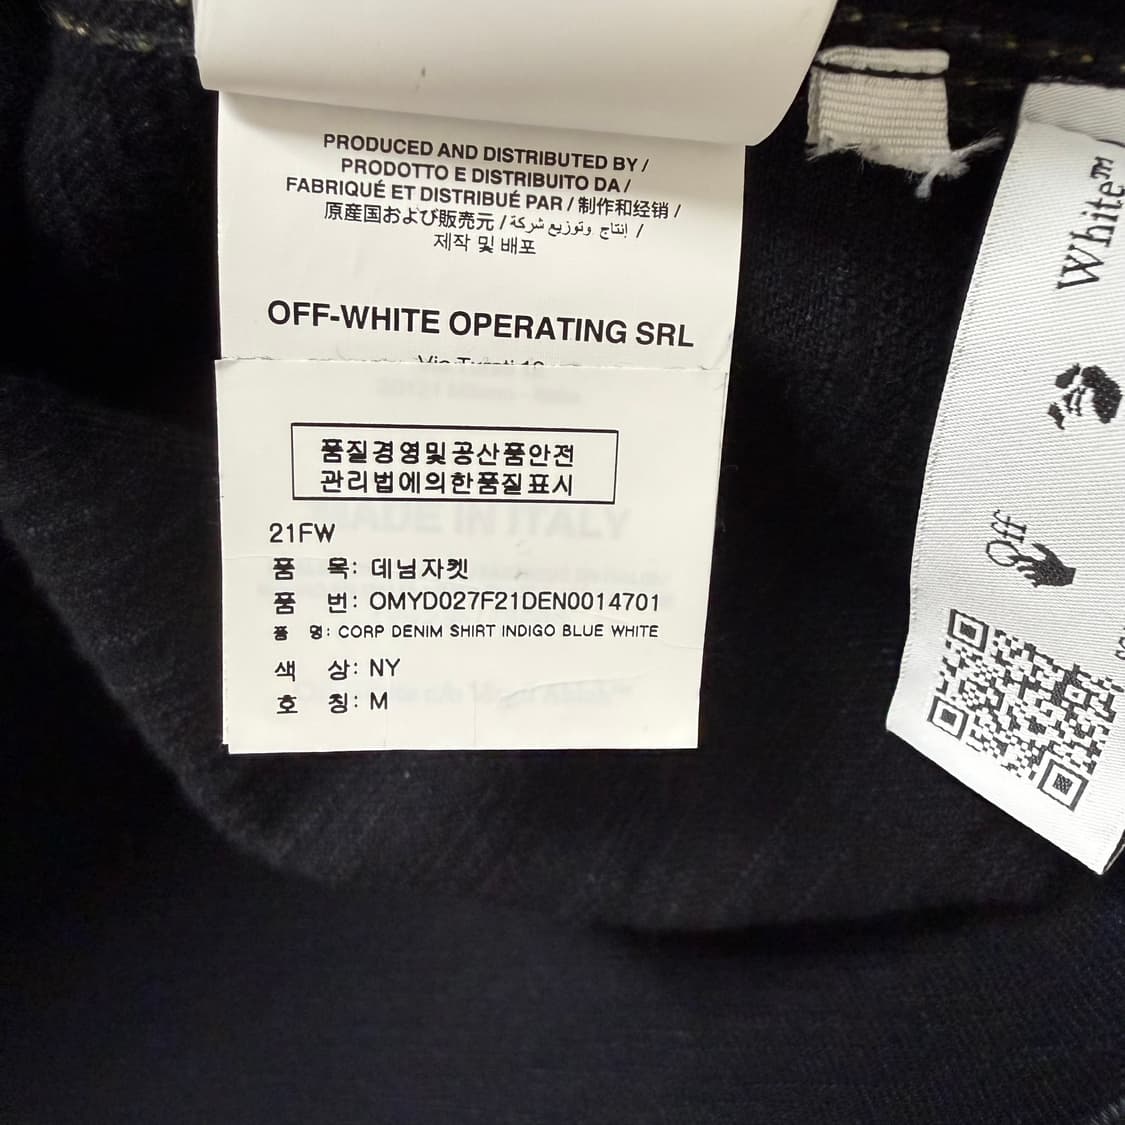 PRODUCED AND DISTRIBUTED BY /
PRODOTTO E DISTRIBUITO DA /
FABRIQUÉ ET DISTRIBUÉ PAR / 制作和经销 /
原産国および販売元 / إنتاج وتوزيع شركة /
제작 및 배포
OFF-WHITE OPERATING SRL
MADE IN ITALY
품질경영및공산품안전
관리법에의한품질표시
21FW
품 목: 데님자켓
품 번: OMYD027F21DEN0014701
품 명: CORP DENIM SHIRT INDIGO BLUE WHITE
색 상: NY
호 칭: M
White™
Off